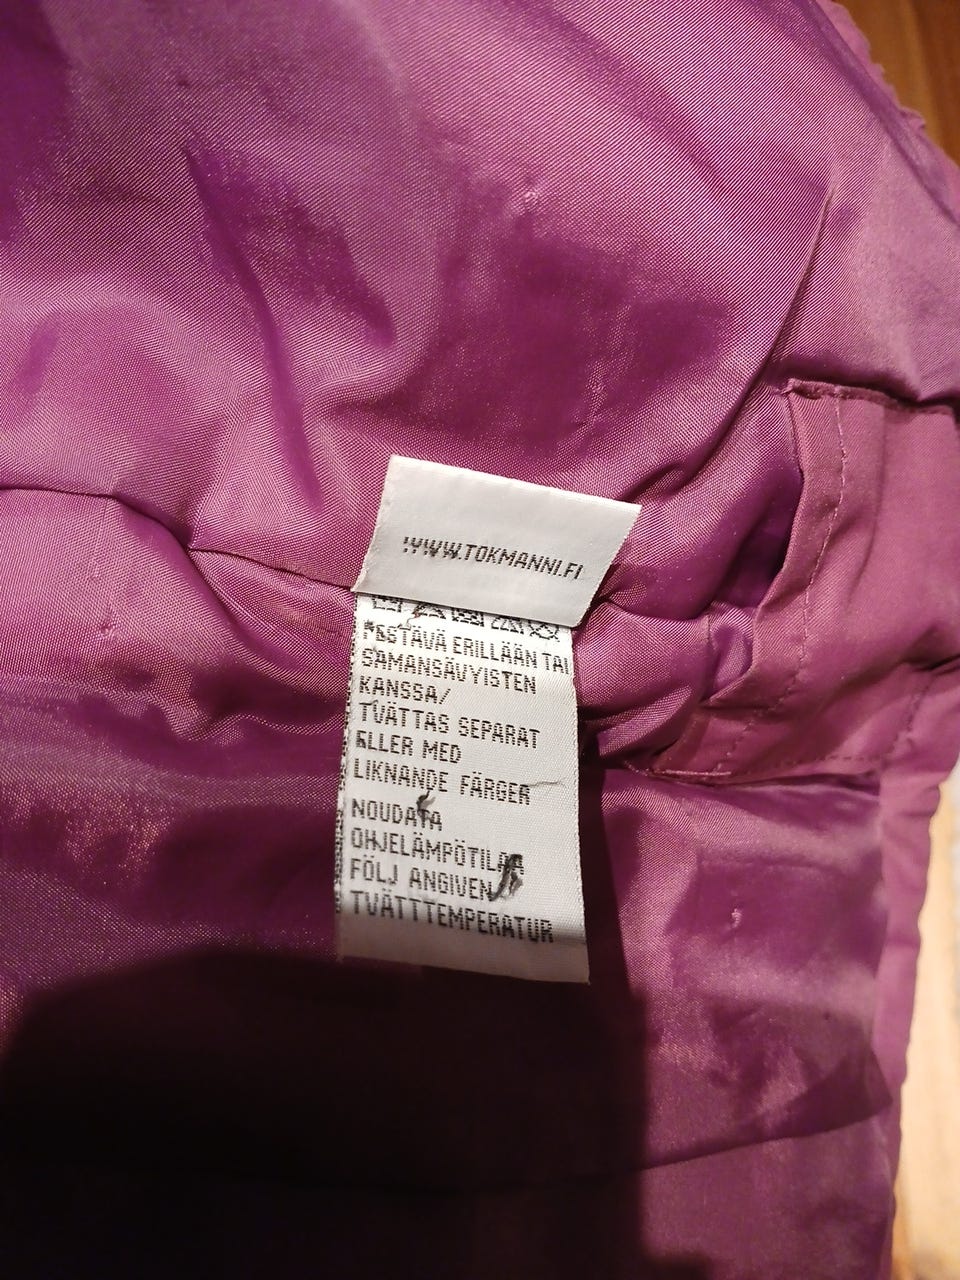 WWW.TOKMANNI.FI
PESTÄVÄ ERILLÄÄN TAI
SAMANSÄVYISTEN
KANSSA/
TVÄTTAS SEPARAT
ELLER MED
LIKNANDE FÄRGER
NOUDATA
OHJELÄMPÖTILAA
FÖLJ ANGIVEN
TVÄTTTEMPERATUR